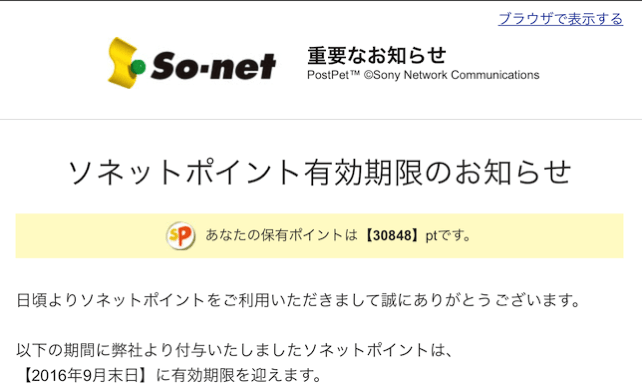 ブラウザで表示する
So-net
重要なお知らせ
PostPet™ ©Sony Network Communications
ソネットポイント有効期限のお知らせ
SP あなたの保有ポイントは【30848】ptです。
日頃よりソネットポイントをご利用いただきまして誠にありがとうございます。
以下の期間に弊社より付与いたしましたソネットポイントは、
【2016年9月末日】に有効期限を迎えます。